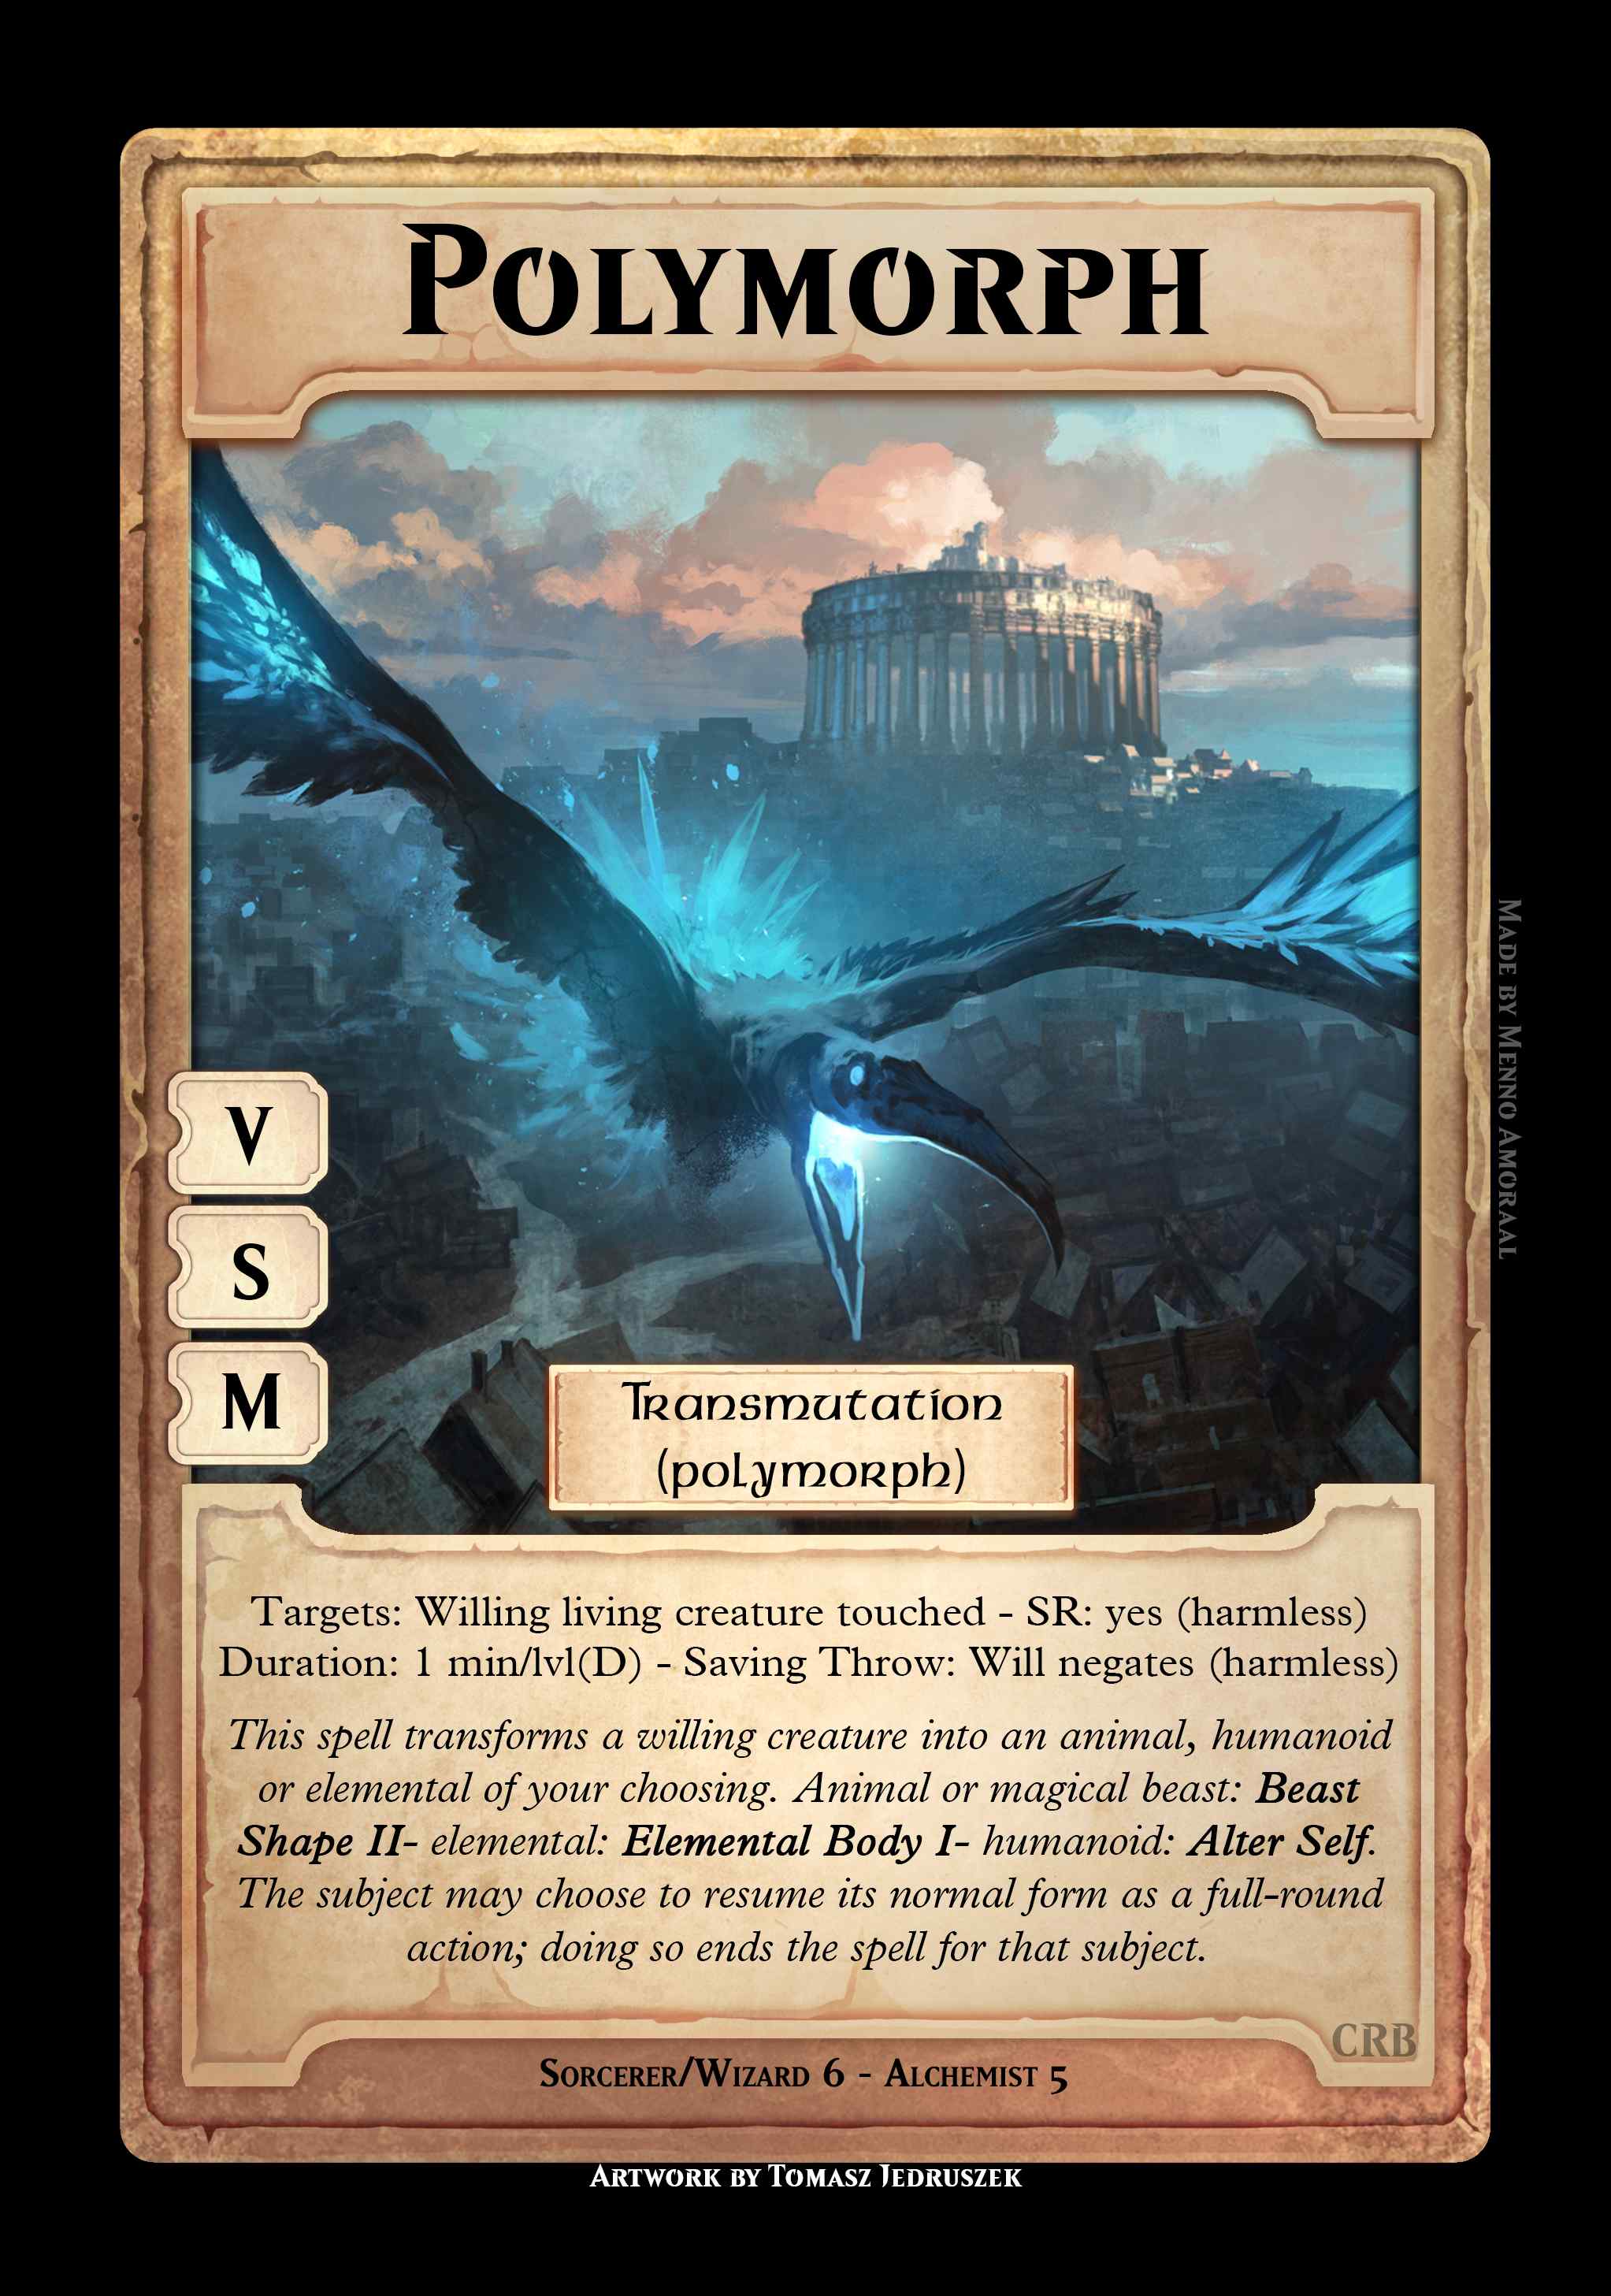 Polymorph
V
S
M
Transmutation
(polymorph)
Targets: Willing living creature touched - SR: yes (harmless)
Duration: 1 min/lvl(D) - Saving Throw: Will negates (harmless)
This spell transforms a willing creature into an animal, humanoid
or elemental of your choosing. Animal or magical beast: Beast
Shape II- elemental: Elemental Body I- humanoid: Alter Self.
The subject may choose to resume its normal form as a full-round
action; doing so ends the spell for that subject.
CRB
Sorcerer/Wizard 6 - Alchemist 5
Artwork by Tomasz Jedruszek
Made by Menno Amoraal